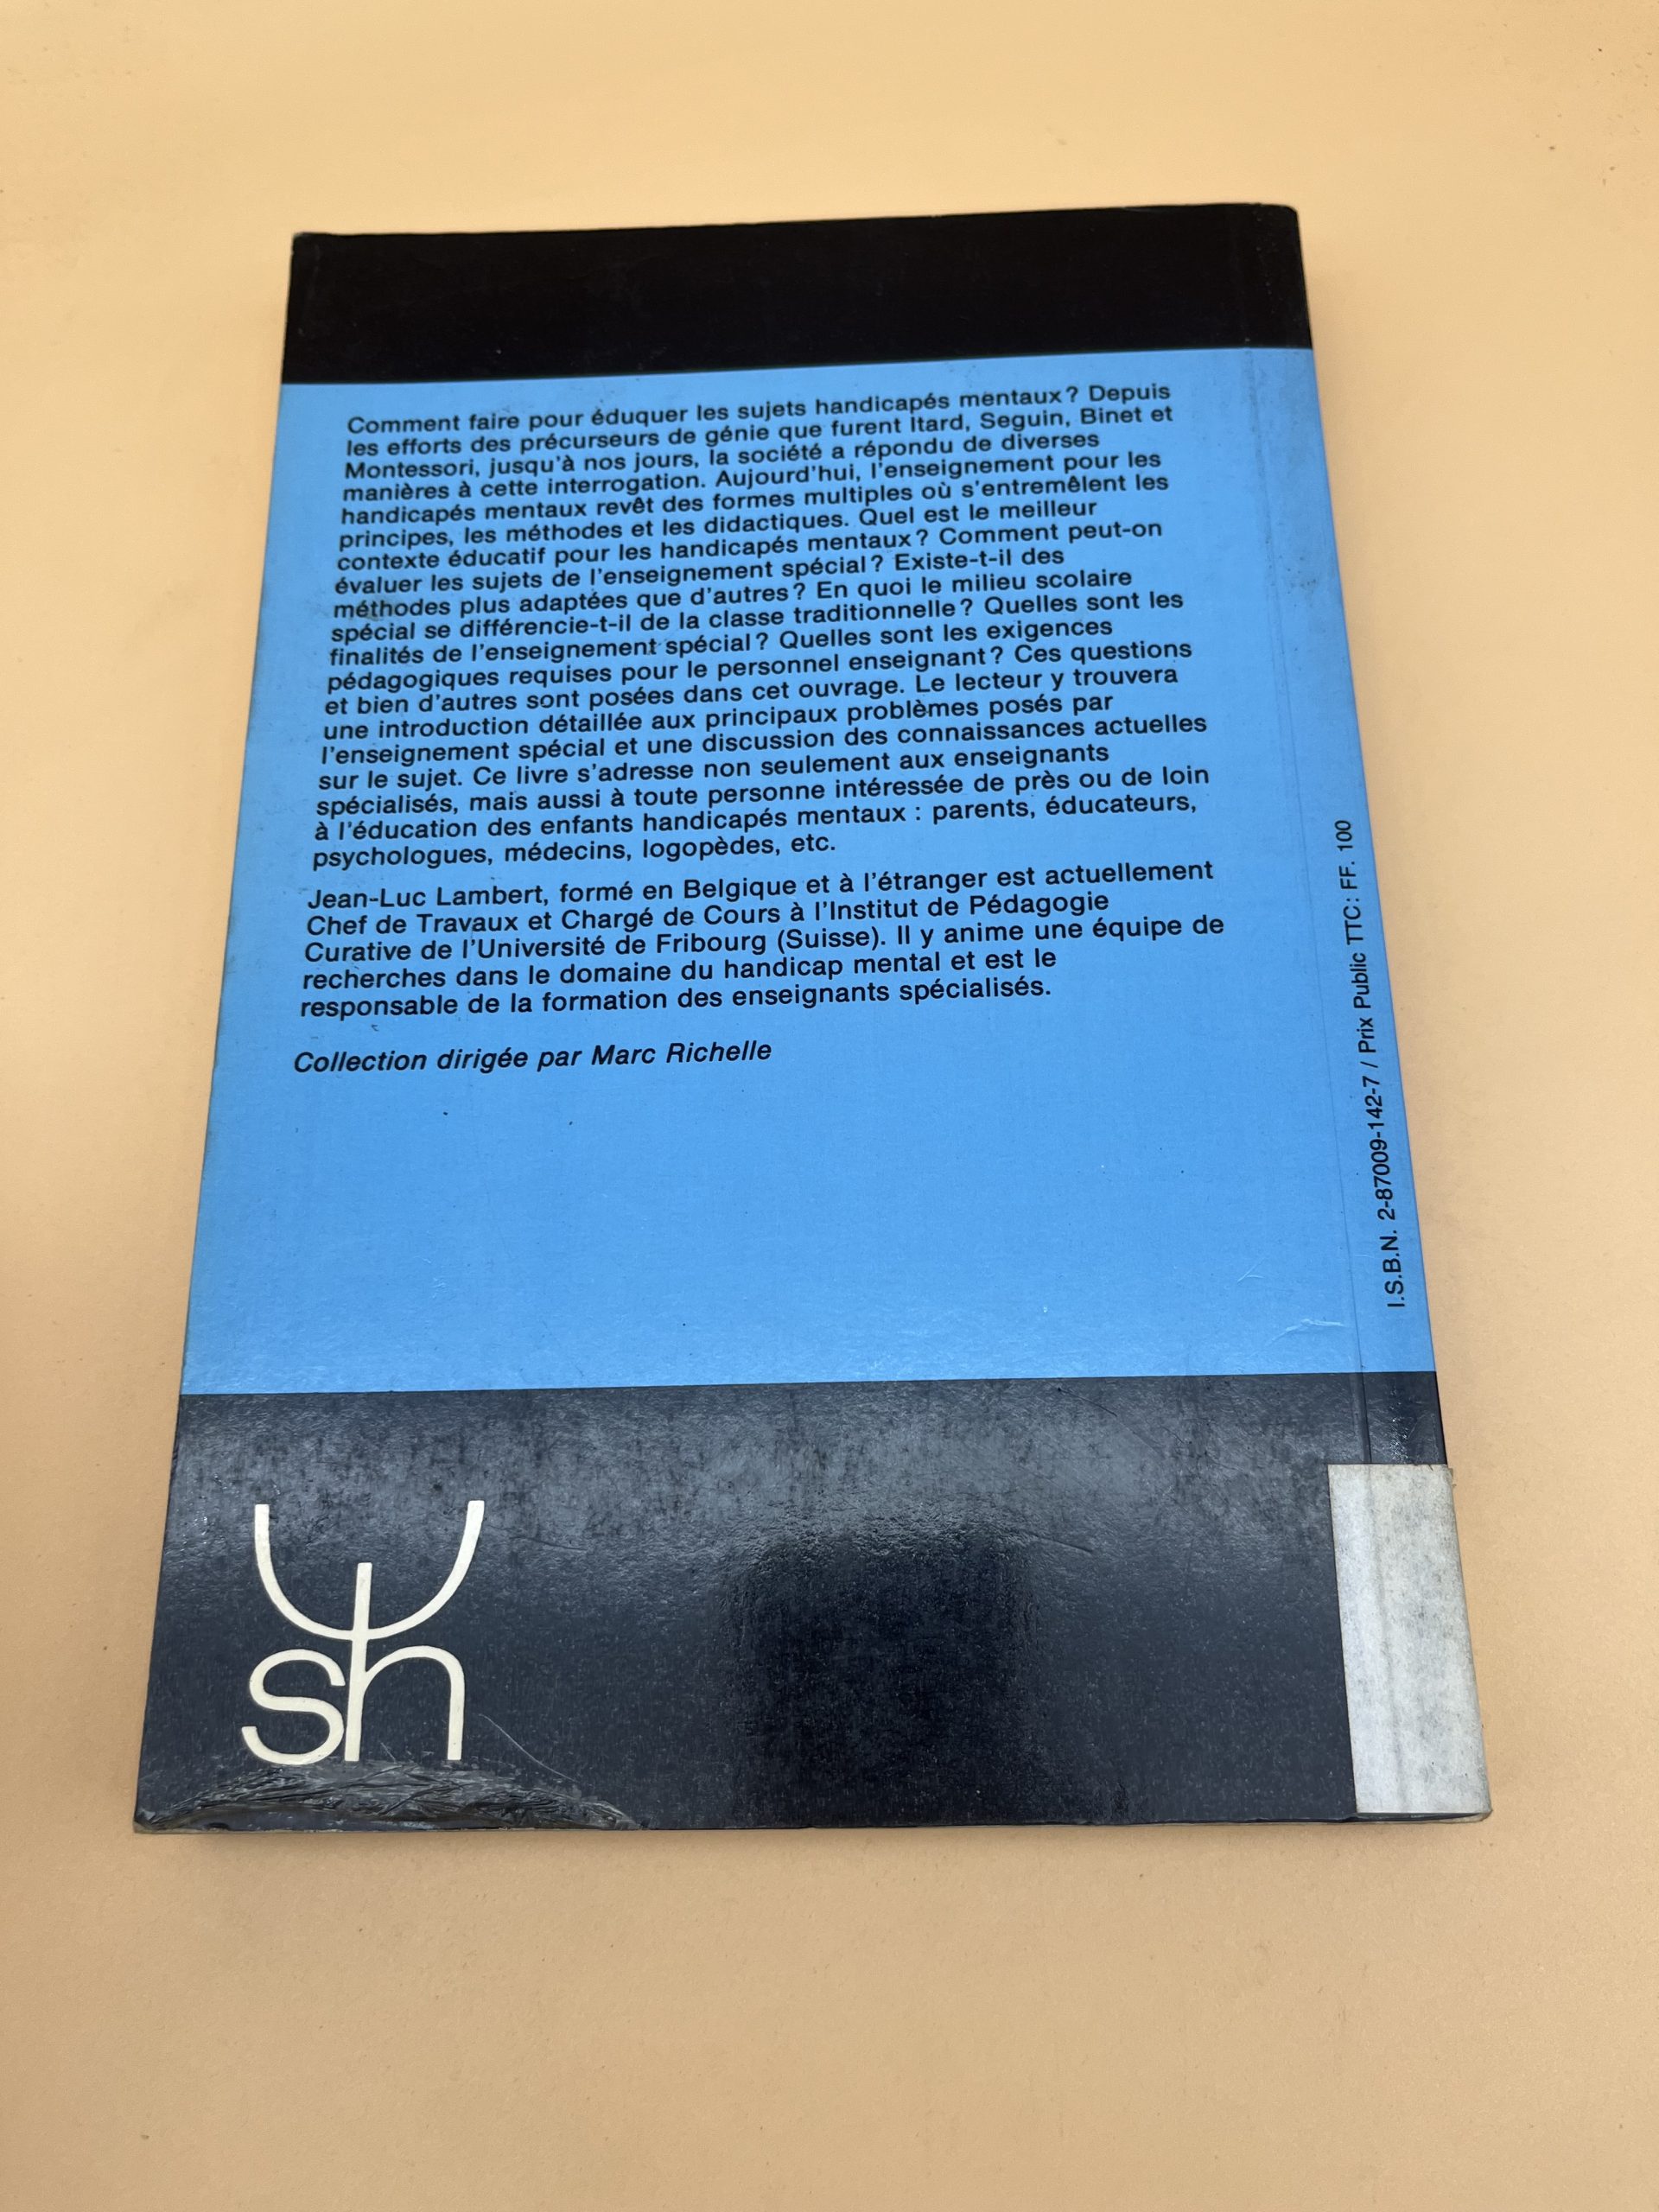 Comment faire pour éduquer les sujets handicapés mentaux? Depuis
les efforts des précurseurs de génie que furent Itard, Seguin, Binet et
Montessori, jusqu'à nos jours, la société a répondu de diverses
manières à cette interrogation. Aujourd'hui, l'enseignement pour les
handicapés mentaux revêt des formes multiples où s'entremêlent les
principes, les méthodes et les didactiques. Quel est le meilleur
contexte éducatif pour les handicapés mentaux? Comment peut-on
évaluer les sujets de l'enseignement spécial? Existe-t-il des
méthodes plus adaptées que d'autres? En quoi le milieu scolaire
spécial se différencie-t-il de la classe traditionnelle? Quelles sont les
finalités de l'enseignement spécial? Quelles sont les exigences
pédagogiques requises pour le personnel enseignant? Ces questions
et bien d'autres sont posées dans cet ouvrage. Le lecteur y trouvera
une introduction détaillée aux principaux problèmes posés par
l'enseignement spécial et une discussion des connaissances actuelles
sur le sujet. Ce livre s'adresse non seulement aux enseignants
spécialisés, mais aussi à toute personne intéressée de près ou de loin
à l'éducation des enfants handicapés mentaux : parents, éducateurs,
psychologues, médecins, logopèdes, etc.
Jean-Luc Lambert, formé en Belgique et à l'étranger est actuellement
Chef de Travaux et Chargé de Cours à l'Institut de Pédagogie
Curative de l'Université de Fribourg (Suisse). Il y anime une équipe de
recherches dans le domaine du handicap mental et est le
responsable de la formation des enseignants spécialisés.
Collection dirigée par Marc Richelle
I.S.B.N. 2-87009-142-7 / Prix Public TTC: FF. 100
ψ
sh